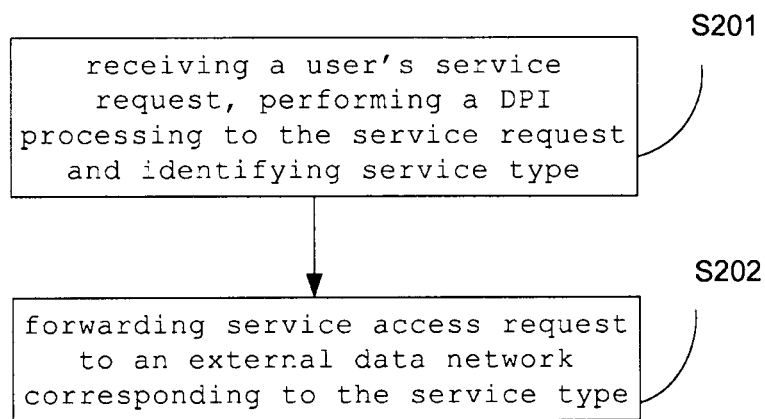 S201
receiving a user's service
request, performing a DPI
processing to the service request
and identifying service type
S202
forwarding service access request
to an external data network
corresponding to the service type